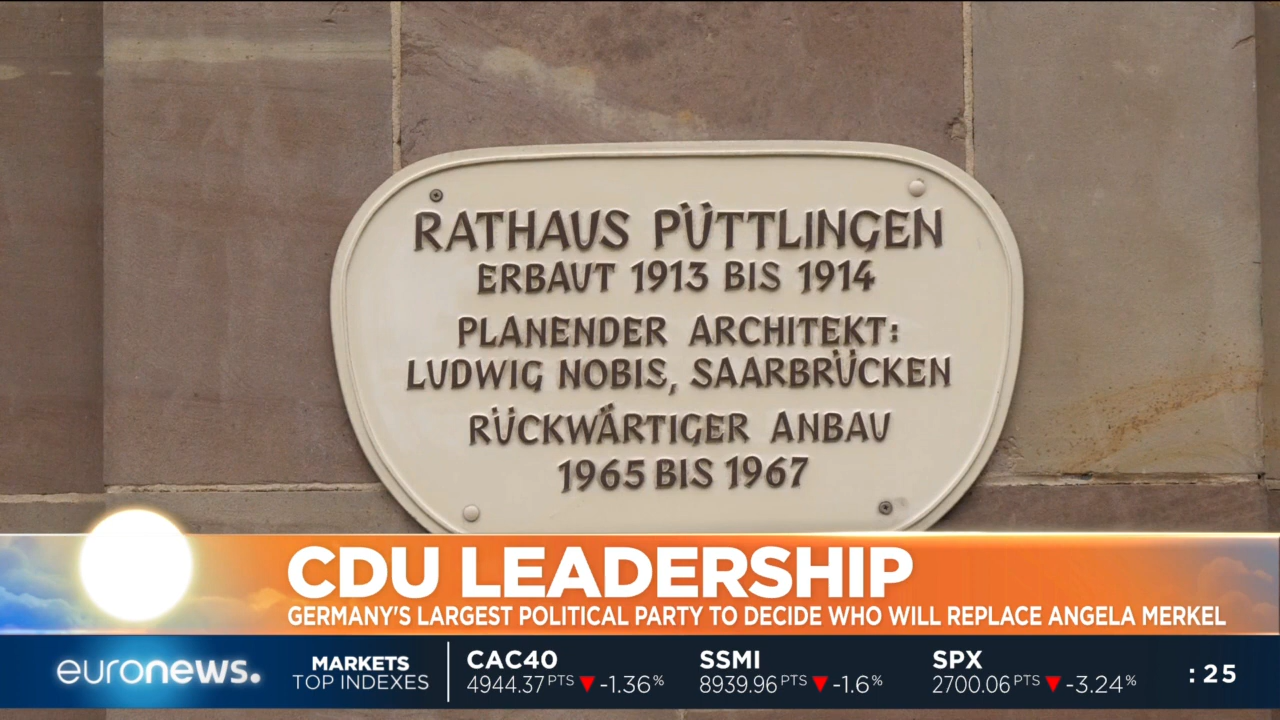 RATHAUS PÜTTLINGEN
ERBAUT 1913 BIS 1914
PLANENDER ARCHITEKT:
LUDWIG NOBIS, SAARBRÜCKEN
RÜCKWÄRTIGER ANBAU
1965 BIS 1967
CDU LEADERSHIP
GERMANY'S LARGEST POLITICAL PARTY TO DECIDE WHO WILL REPLACE ANGELA MERKEL
euronews.
MARKETS
TOP INDEXES
CAC40
4944.37 PTS ▼ -1.36%
SSMI
8939.96 PTS ▼ -1.6%
SPX
2700.06 PTS ▼ -3.24%
:25